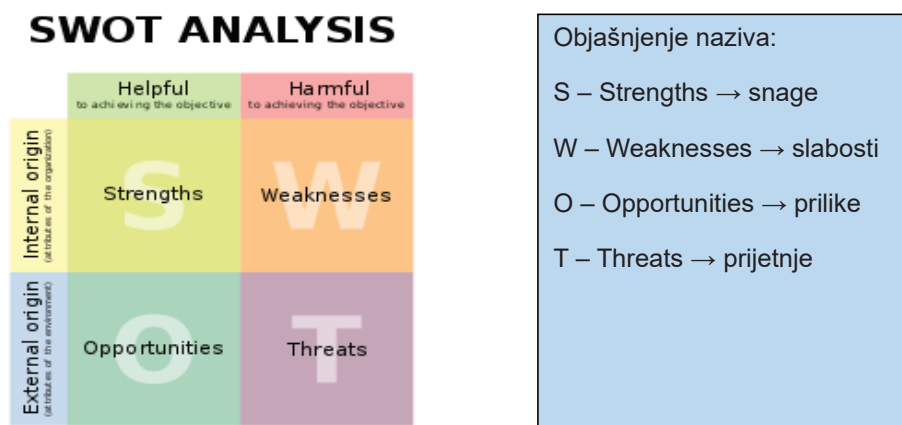 SWOT ANALYSIS
Helpful
to achieving the objective
Harmful
to achieving the objective
Internal origin
(attributes of the organization)
S
Strengths
W
Weaknesses
External origin
(attributes of the environment)
O
Opportunities
T
Threats
Objašnjenje naziva:
S – Strengths → snage
W – Weaknesses → slabosti
O – Opportunities → prilike
T – Threats → prijetnje